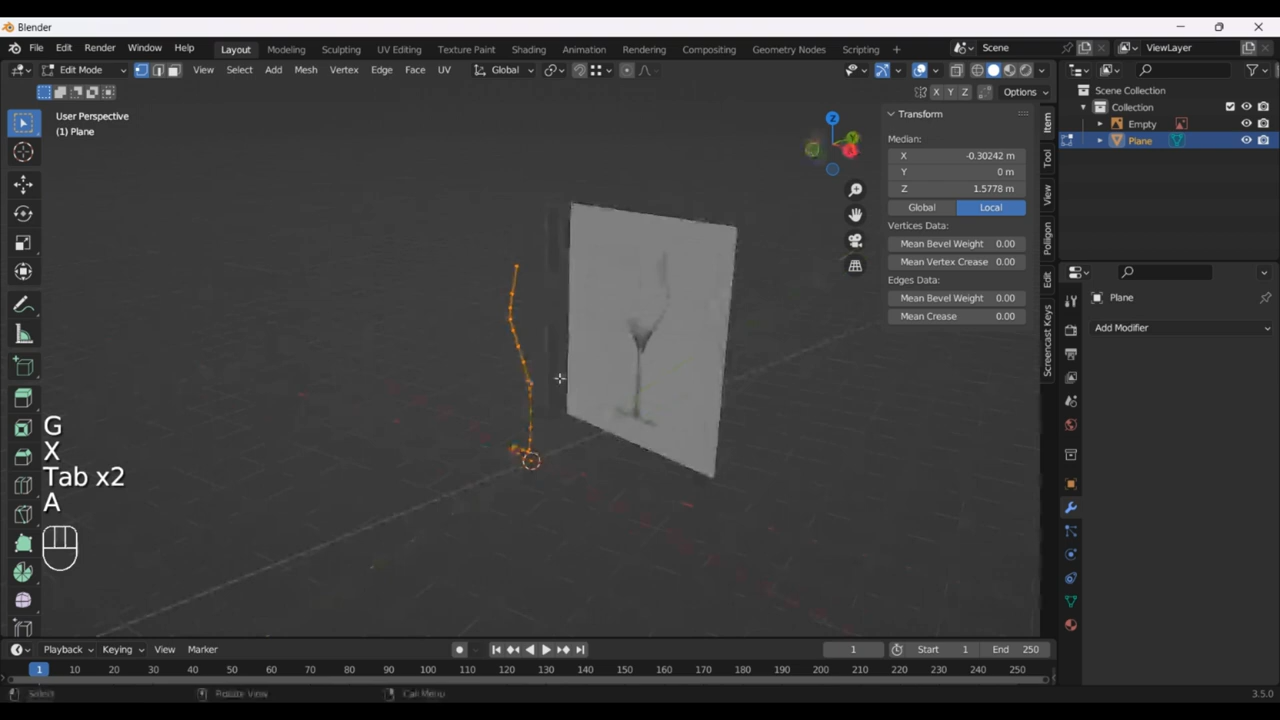 Blender
File Edit Render Window Help Layout Modeling Sculpting UV Editing Texture Paint Shading Animation Rendering Compositing Geometry Nodes Scripting + Scene ViewLayer
Edit Mode View Select Add Mesh Vertex Edge Face UV Global
X Y Z Options
User Perspective
(1) Plane
Transform
Median:
X -0.30242 m
Y 0 m
Z 1.5778 m
Global Local
Vertices Data:
Mean Bevel Weight 0.00
Mean Vertex Crease 0.00
Edges Data:
Mean Bevel Weight 0.00
Mean Crease 0.00
Item
Tool
View
Poliigon
Edit
Screencast Keys
Z
Y
X
Scene Collection
Collection
Empty
Plane
Plane
Add Modifier
G
X
Tab x2
A
Playback Keying View Marker 1 Start 1 End 250
1 10 20 30 40 50 60 70 80 90 100 110 120 130 140 150 160 170 180 190 200 210 220 230 240 250
Select Rotate View Call Menu 3.5.0